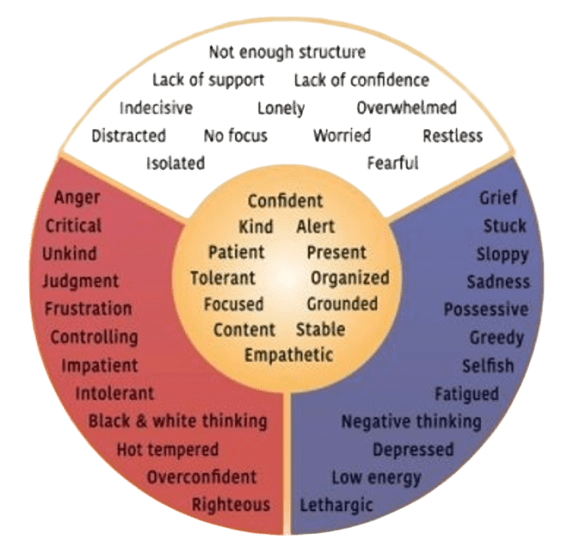 Not enough structure
Lack of support Lack of confidence
Indecisive Lonely Overwhelmed
Distracted No focus Worried Restless
Isolated Fearful
Anger
Critical
Unkind
Judgment
Frustration
Controlling
Impatient
Intolerant
Black & white thinking
Hot tempered
Overconfident
Righteous
Confident
Kind Alert
Patient Present
Tolerant Organized
Focused Grounded
Content Stable
Empathetic
Grief
Stuck
Sloppy
Sadness
Possessive
Greedy
Selfish
Fatigued
Negative thinking
Depressed
Low energy
Lethargic